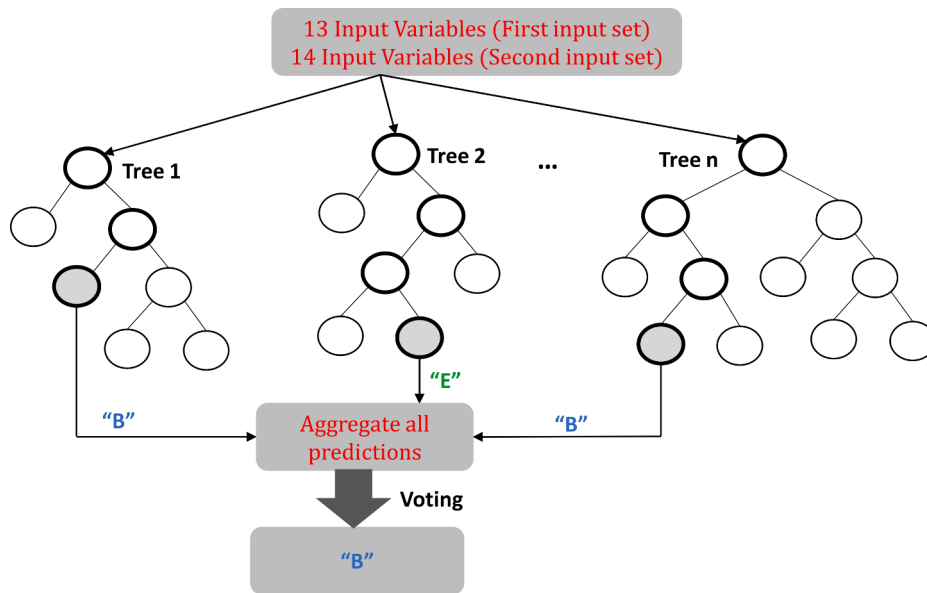 13 Input Variables (First input set)
14 Input Variables (Second input set)
Tree 1
Tree 2
...
Tree n
“E”
“B”
“B”
Aggregate all
predictions
Voting
“B”